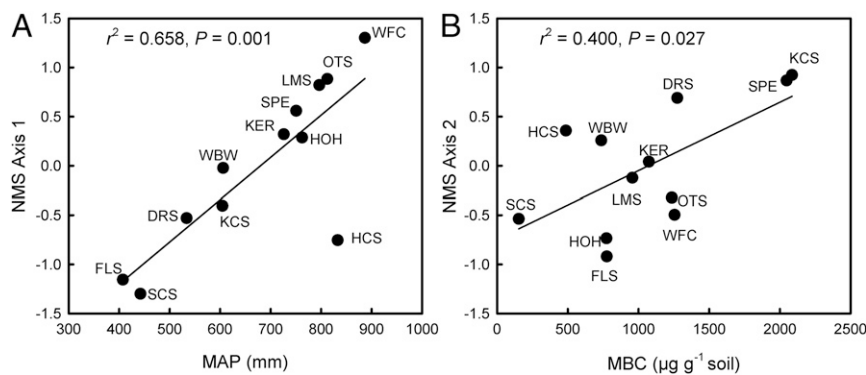 A
r² = 0.658, P = 0.001
WFC
OTS
LMS
SPE
KER
HOH
WBW
DRS
KCS
HCS
FLS
SCS
NMS Axis 1
1.5
1.0
0.5
0.0
-0.5
-1.0
-1.5
300 400 500 600 700 800 900 1000
MAP (mm)
B
r² = 0.400, P = 0.027
KCS
SPE
DRS
HCS
WBW
KER
LMS
OTS
SCS
WFC
HOH
FLS
NMS Axis 2
1.5
1.0
0.5
0.0
-0.5
-1.0
-1.5
0 500 1000 1500 2000 2500
MBC (µg g⁻¹ soil)